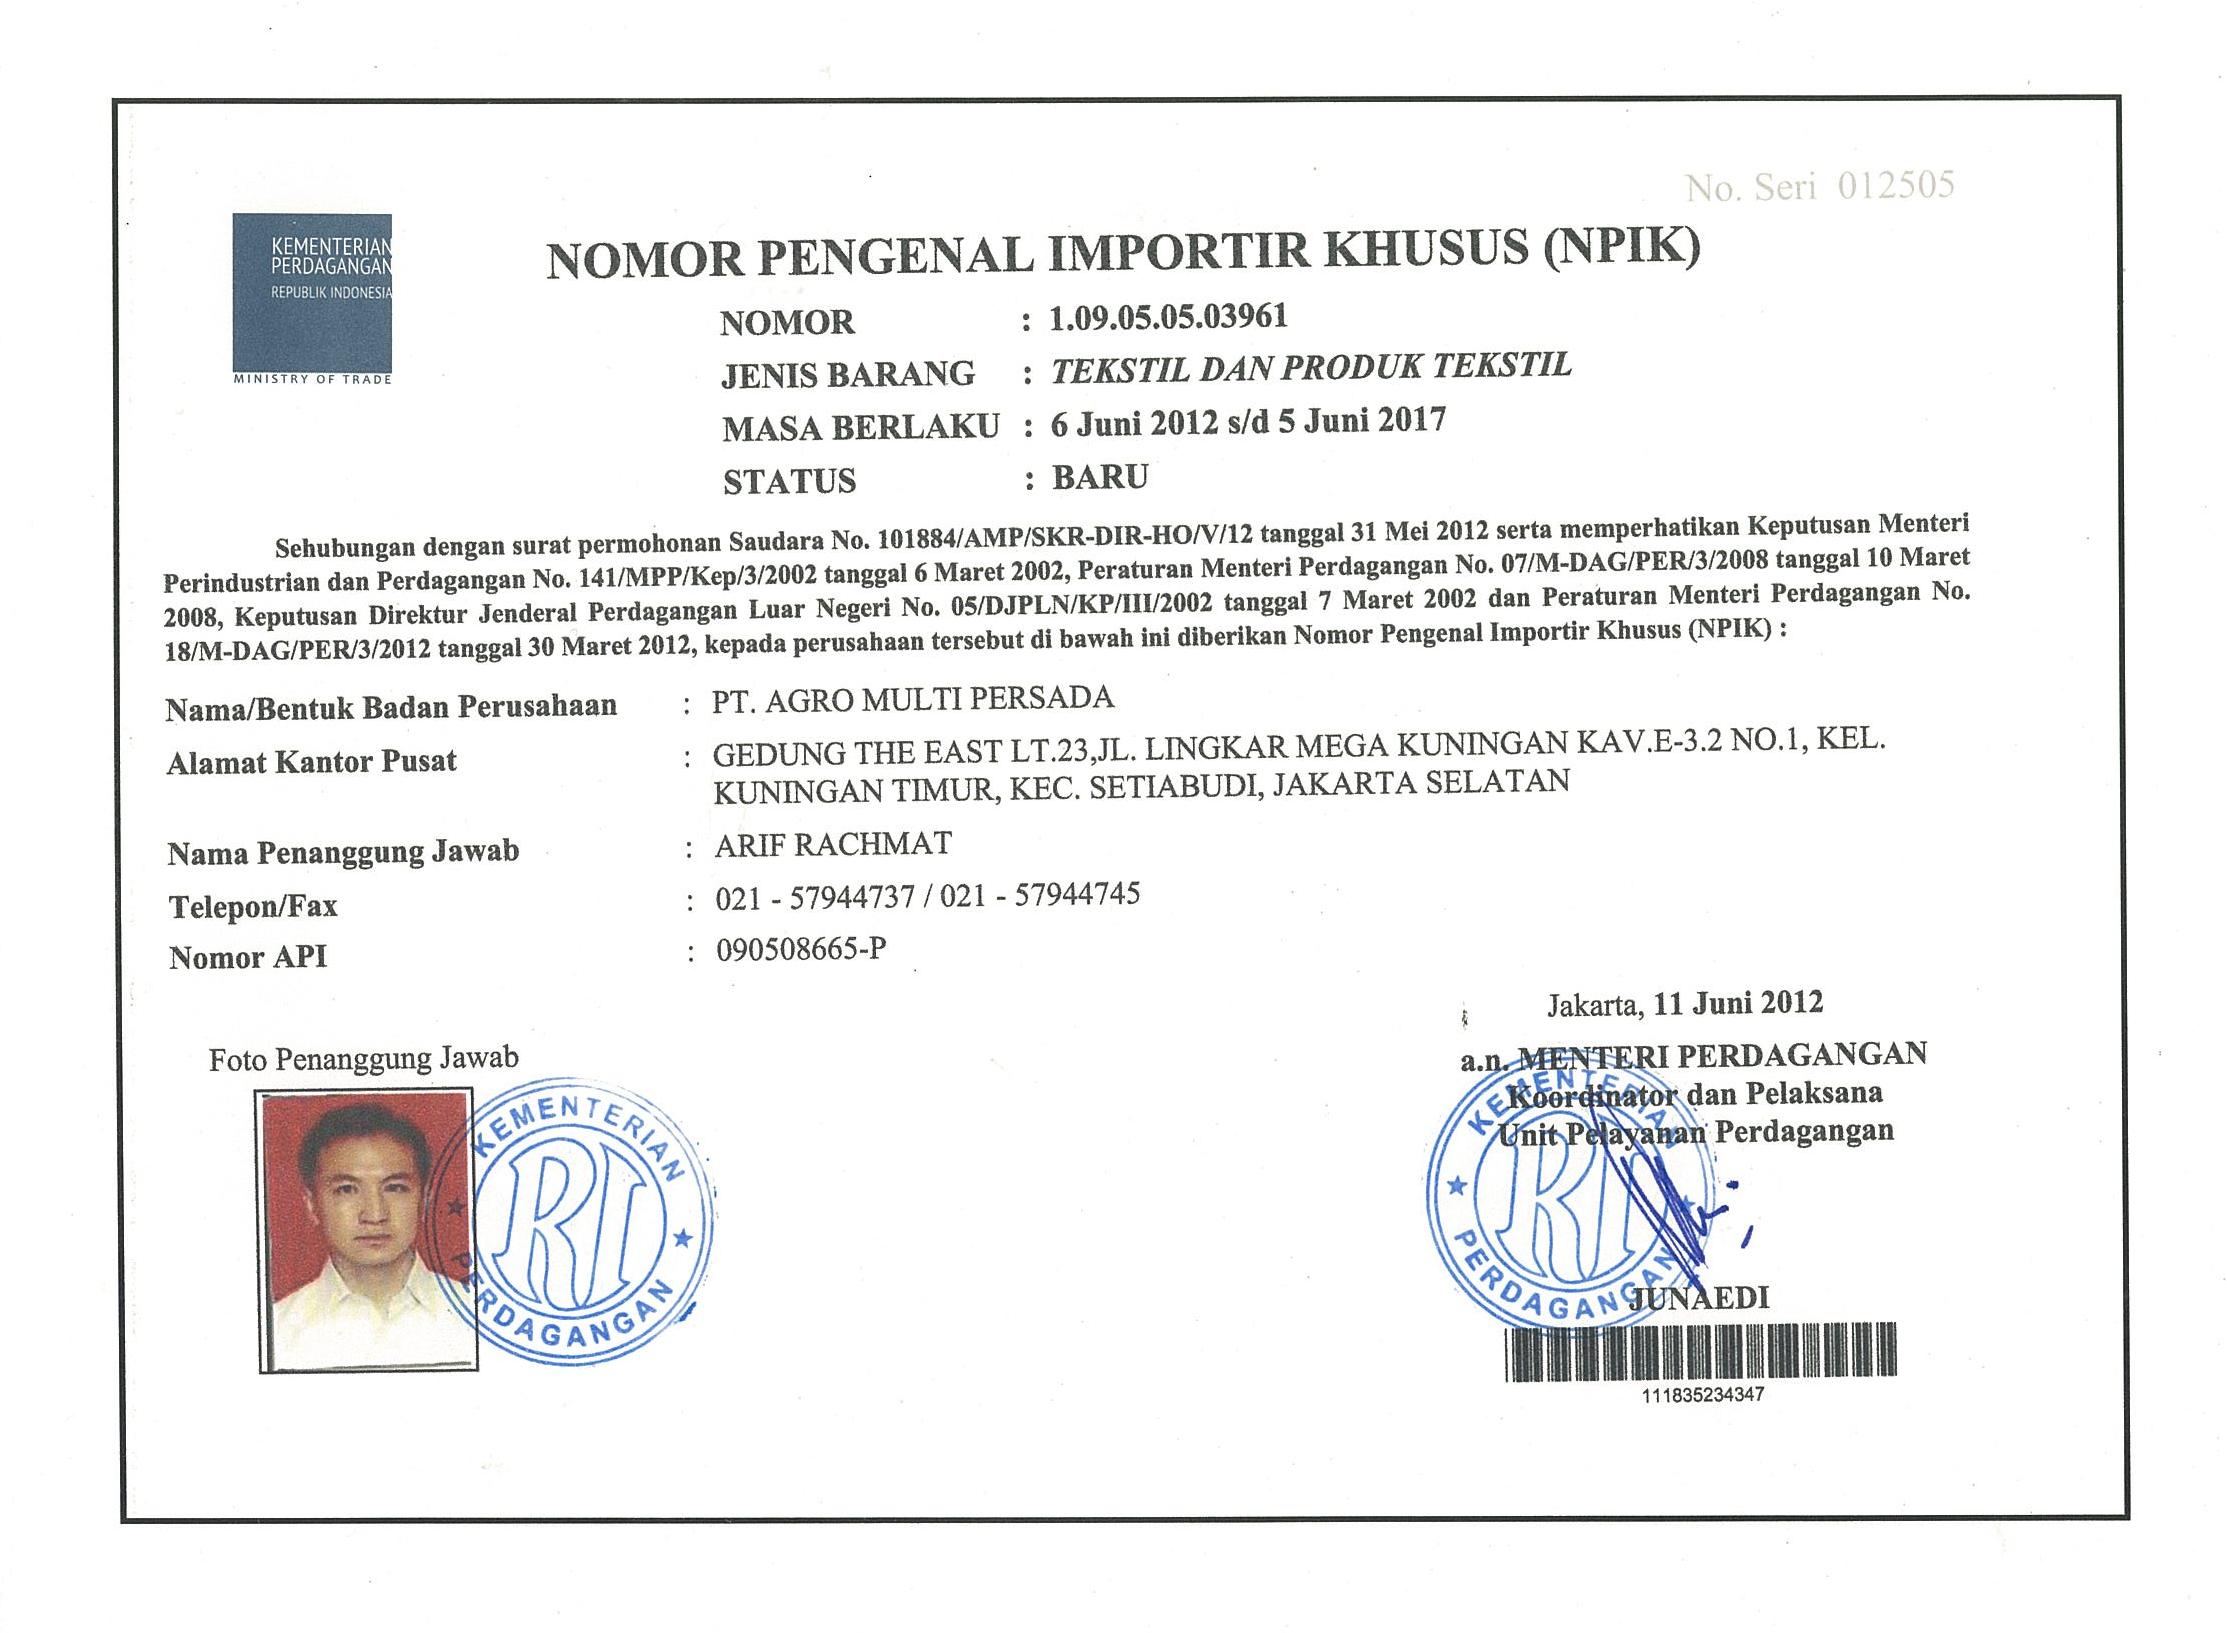 No. Seri 012505
KEMENTERIAN
PERDAGANGAN
REPUBLIK INDONESIA
MINISTRY OF TRADE
NOMOR PENGENAL IMPORTIR KHUSUS (NPIK)
NOMOR : 1.09.05.05.03961
JENIS BARANG : TEKSTIL DAN PRODUK TEKSTIL
MASA BERLAKU : 6 Juni 2012 s/d 5 Juni 2017
STATUS : BARU
Sehubungan dengan surat permohonan Saudara No. 101884/AMP/SKR-DIR-HO/V/12 tanggal 31 Mei 2012 serta memperhatikan Keputusan Menteri
Perindustrian dan Perdagangan No. 141/MPP/Kep/3/2002 tanggal 6 Maret 2002, Peraturan Menteri Perdagangan No. 07/M-DAG/PER/3/2008 tanggal 10 Maret
2008, Keputusan Direktur Jenderal Perdagangan Luar Negeri No. 05/DJPLN/KP/III/2002 tanggal 7 Maret 2002 dan Peraturan Menteri Perdagangan No.
18/M-DAG/PER/3/2012 tanggal 30 Maret 2012, kepada perusahaan tersebut di bawah ini diberikan Nomor Pengenal Importir Khusus (NPIK) :
Nama/Bentuk Badan Perusahaan : PT. AGRO MULTI PERSADA
Alamat Kantor Pusat : GEDUNG THE EAST LT.23,JL. LINGKAR MEGA KUNINGAN KAV.E-3.2 NO.1, KEL.
KUNINGAN TIMUR, KEC. SETIABUDI, JAKARTA SELATAN
Nama Penanggung Jawab : ARIF RACHMAT
Telepon/Fax : 021 - 57944737 / 021 - 57944745
Nomor API : 090508665-P
Jakarta, 11 Juni 2012
a.n. MENTERI PERDAGANGAN
Koordinator dan Pelaksana
Unit Pelayanan Perdagangan
Foto Penanggung Jawab
KEMENTERIAN
RI
PERDAGANGAN
KEMENTERIAN
RI
PERDAGANGAN
JUNAEDI
111835234347